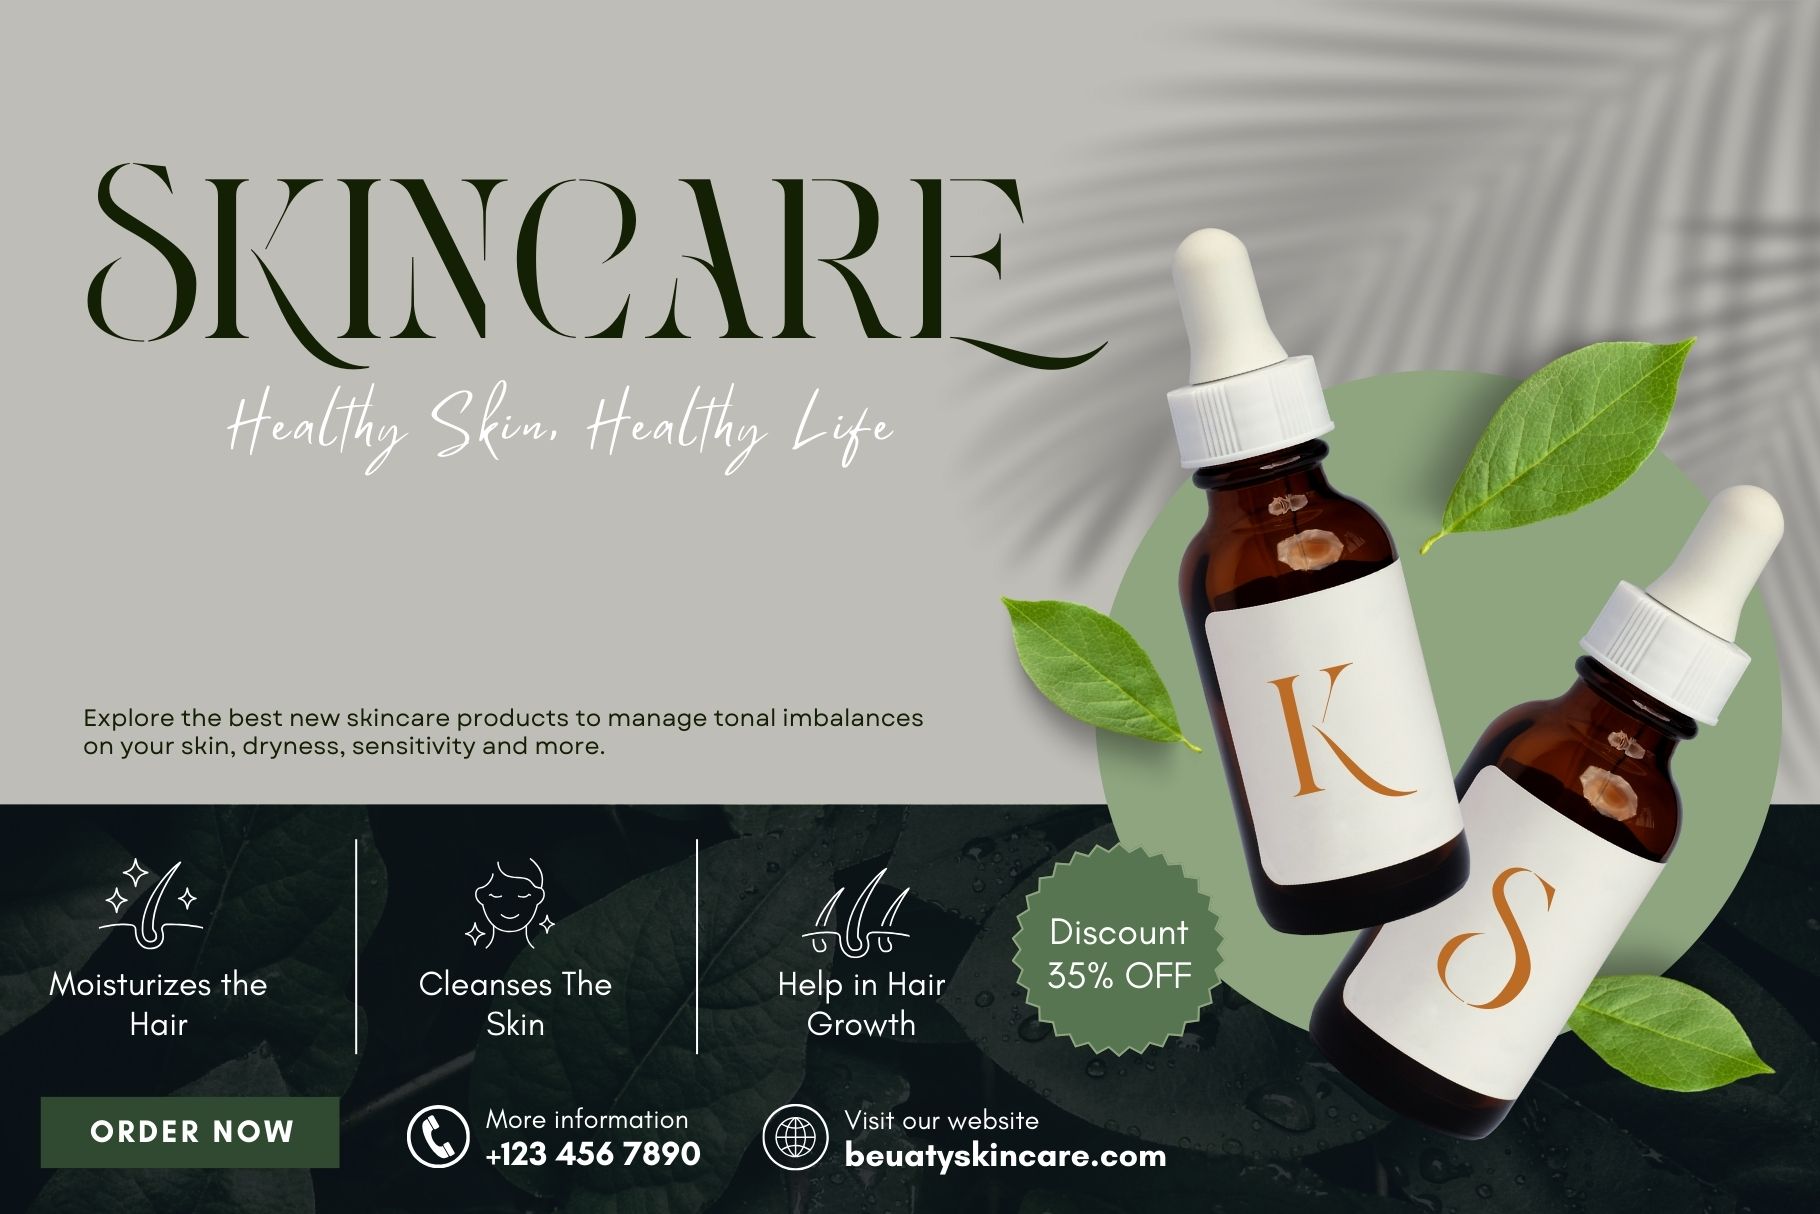 SKINCARE
Healthy Skin, Healthy Life
Explore the best new skincare products to manage tonal imbalances
on your skin, dryness, sensitivity and more.
K
S
Moisturizes the
Hair
Cleanses The
Skin
Help in Hair
Growth
Discount
35% OFF
ORDER NOW
More information
+123 456 7890
Visit our website
beuatyskincare.com